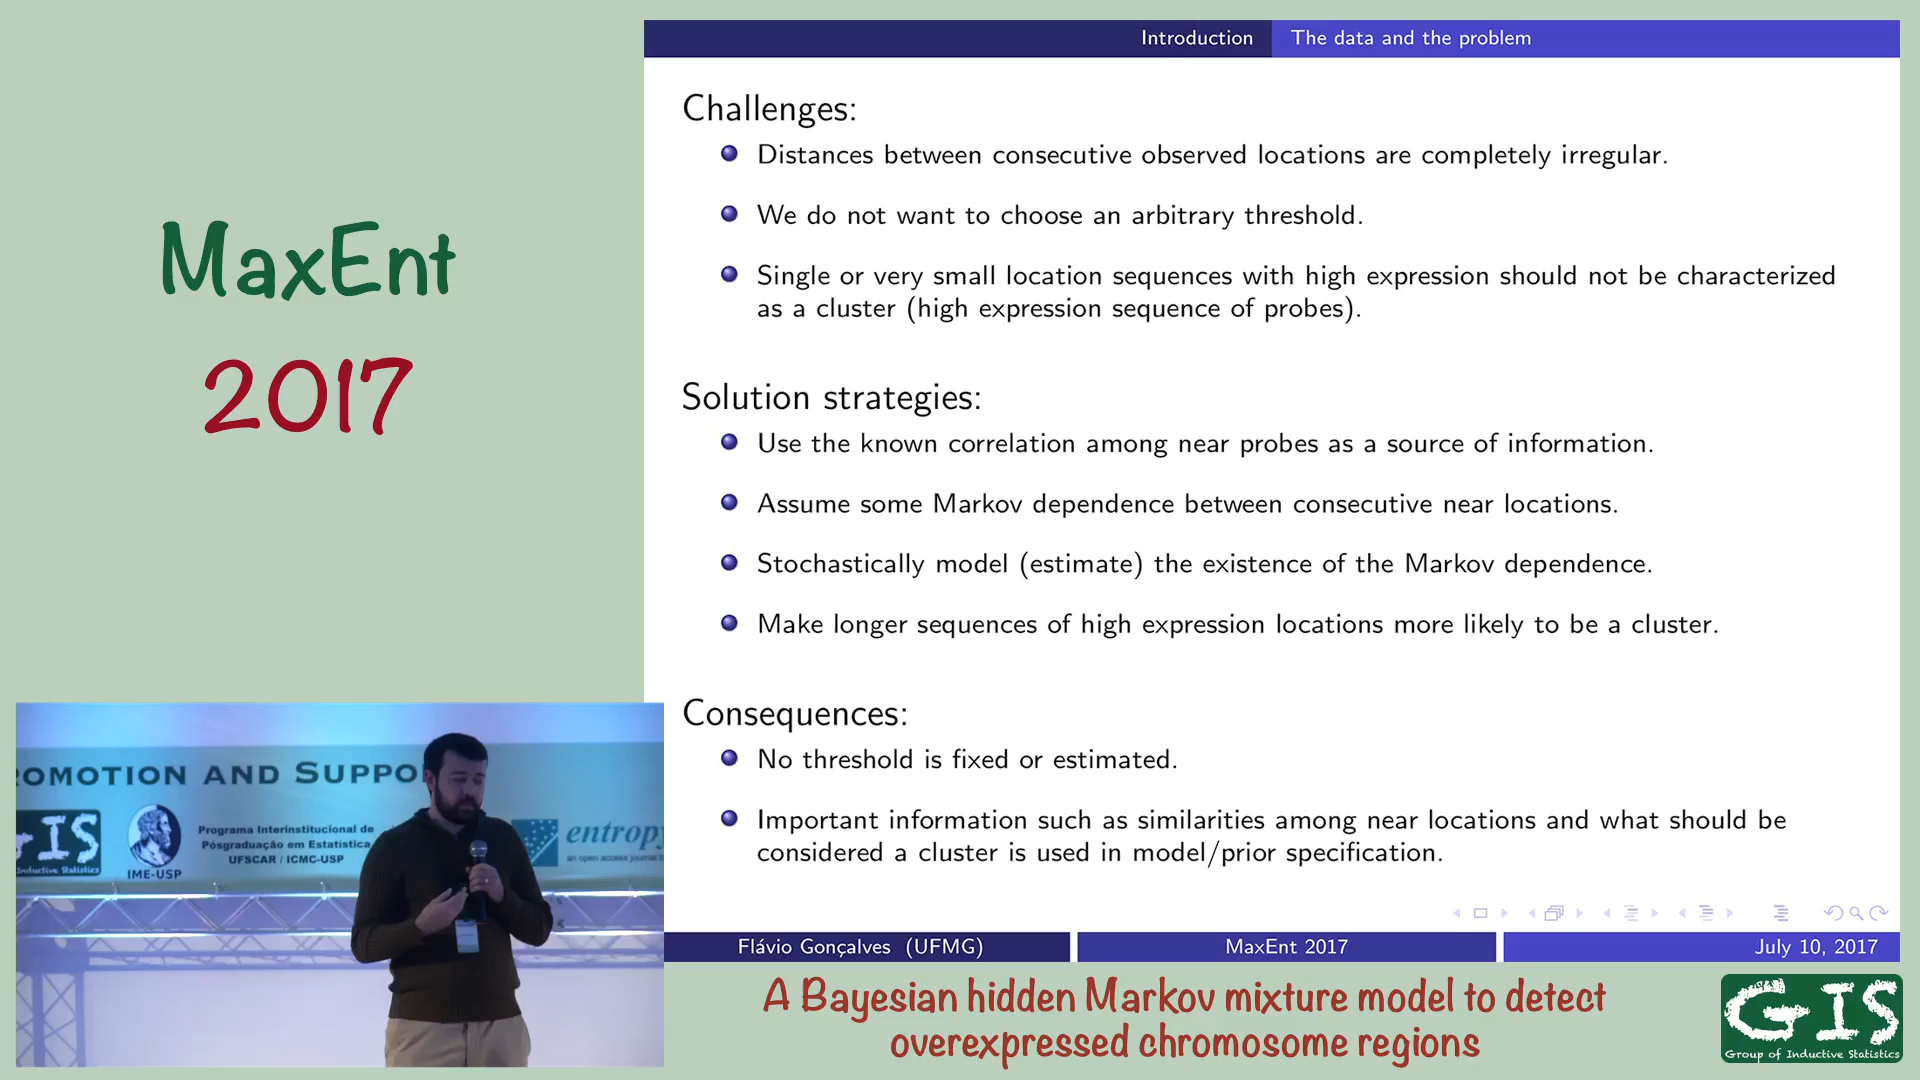 Introduction
The data and the problem
MaxEnt
2017
Challenges:
Distances between consecutive observed locations are completely irregular.
We do not want to choose an arbitrary threshold.
Single or very small location sequences with high expression should not be characterized
as a cluster (high expression sequence of probes).
Solution strategies:
Use the known correlation among near probes as a source of information.
Assume some Markov dependence between consecutive near locations.
Stochastically model (estimate) the existence of the Markov dependence.
Make longer sequences of high expression locations more likely to be a cluster.
Consequences:
No threshold is fixed or estimated.
Important information such as similarities among near locations and what should be
considered a cluster is used in model/prior specification.
Flávio Gonçalves (UFMG)
MaxEnt 2017
July 10, 2017
OMOTION AND SUPPO
GIS
Inductive Statistics
IME-USP
Programa Interinstitucional de
Pósgraduação em Estatística
UFSCAR / ICMC-USP
entropy
an open access journal
A Bayesian hidden Markov mixture model to detect
overexpressed chromosome regions
GIS
Group of Inductive Statistics